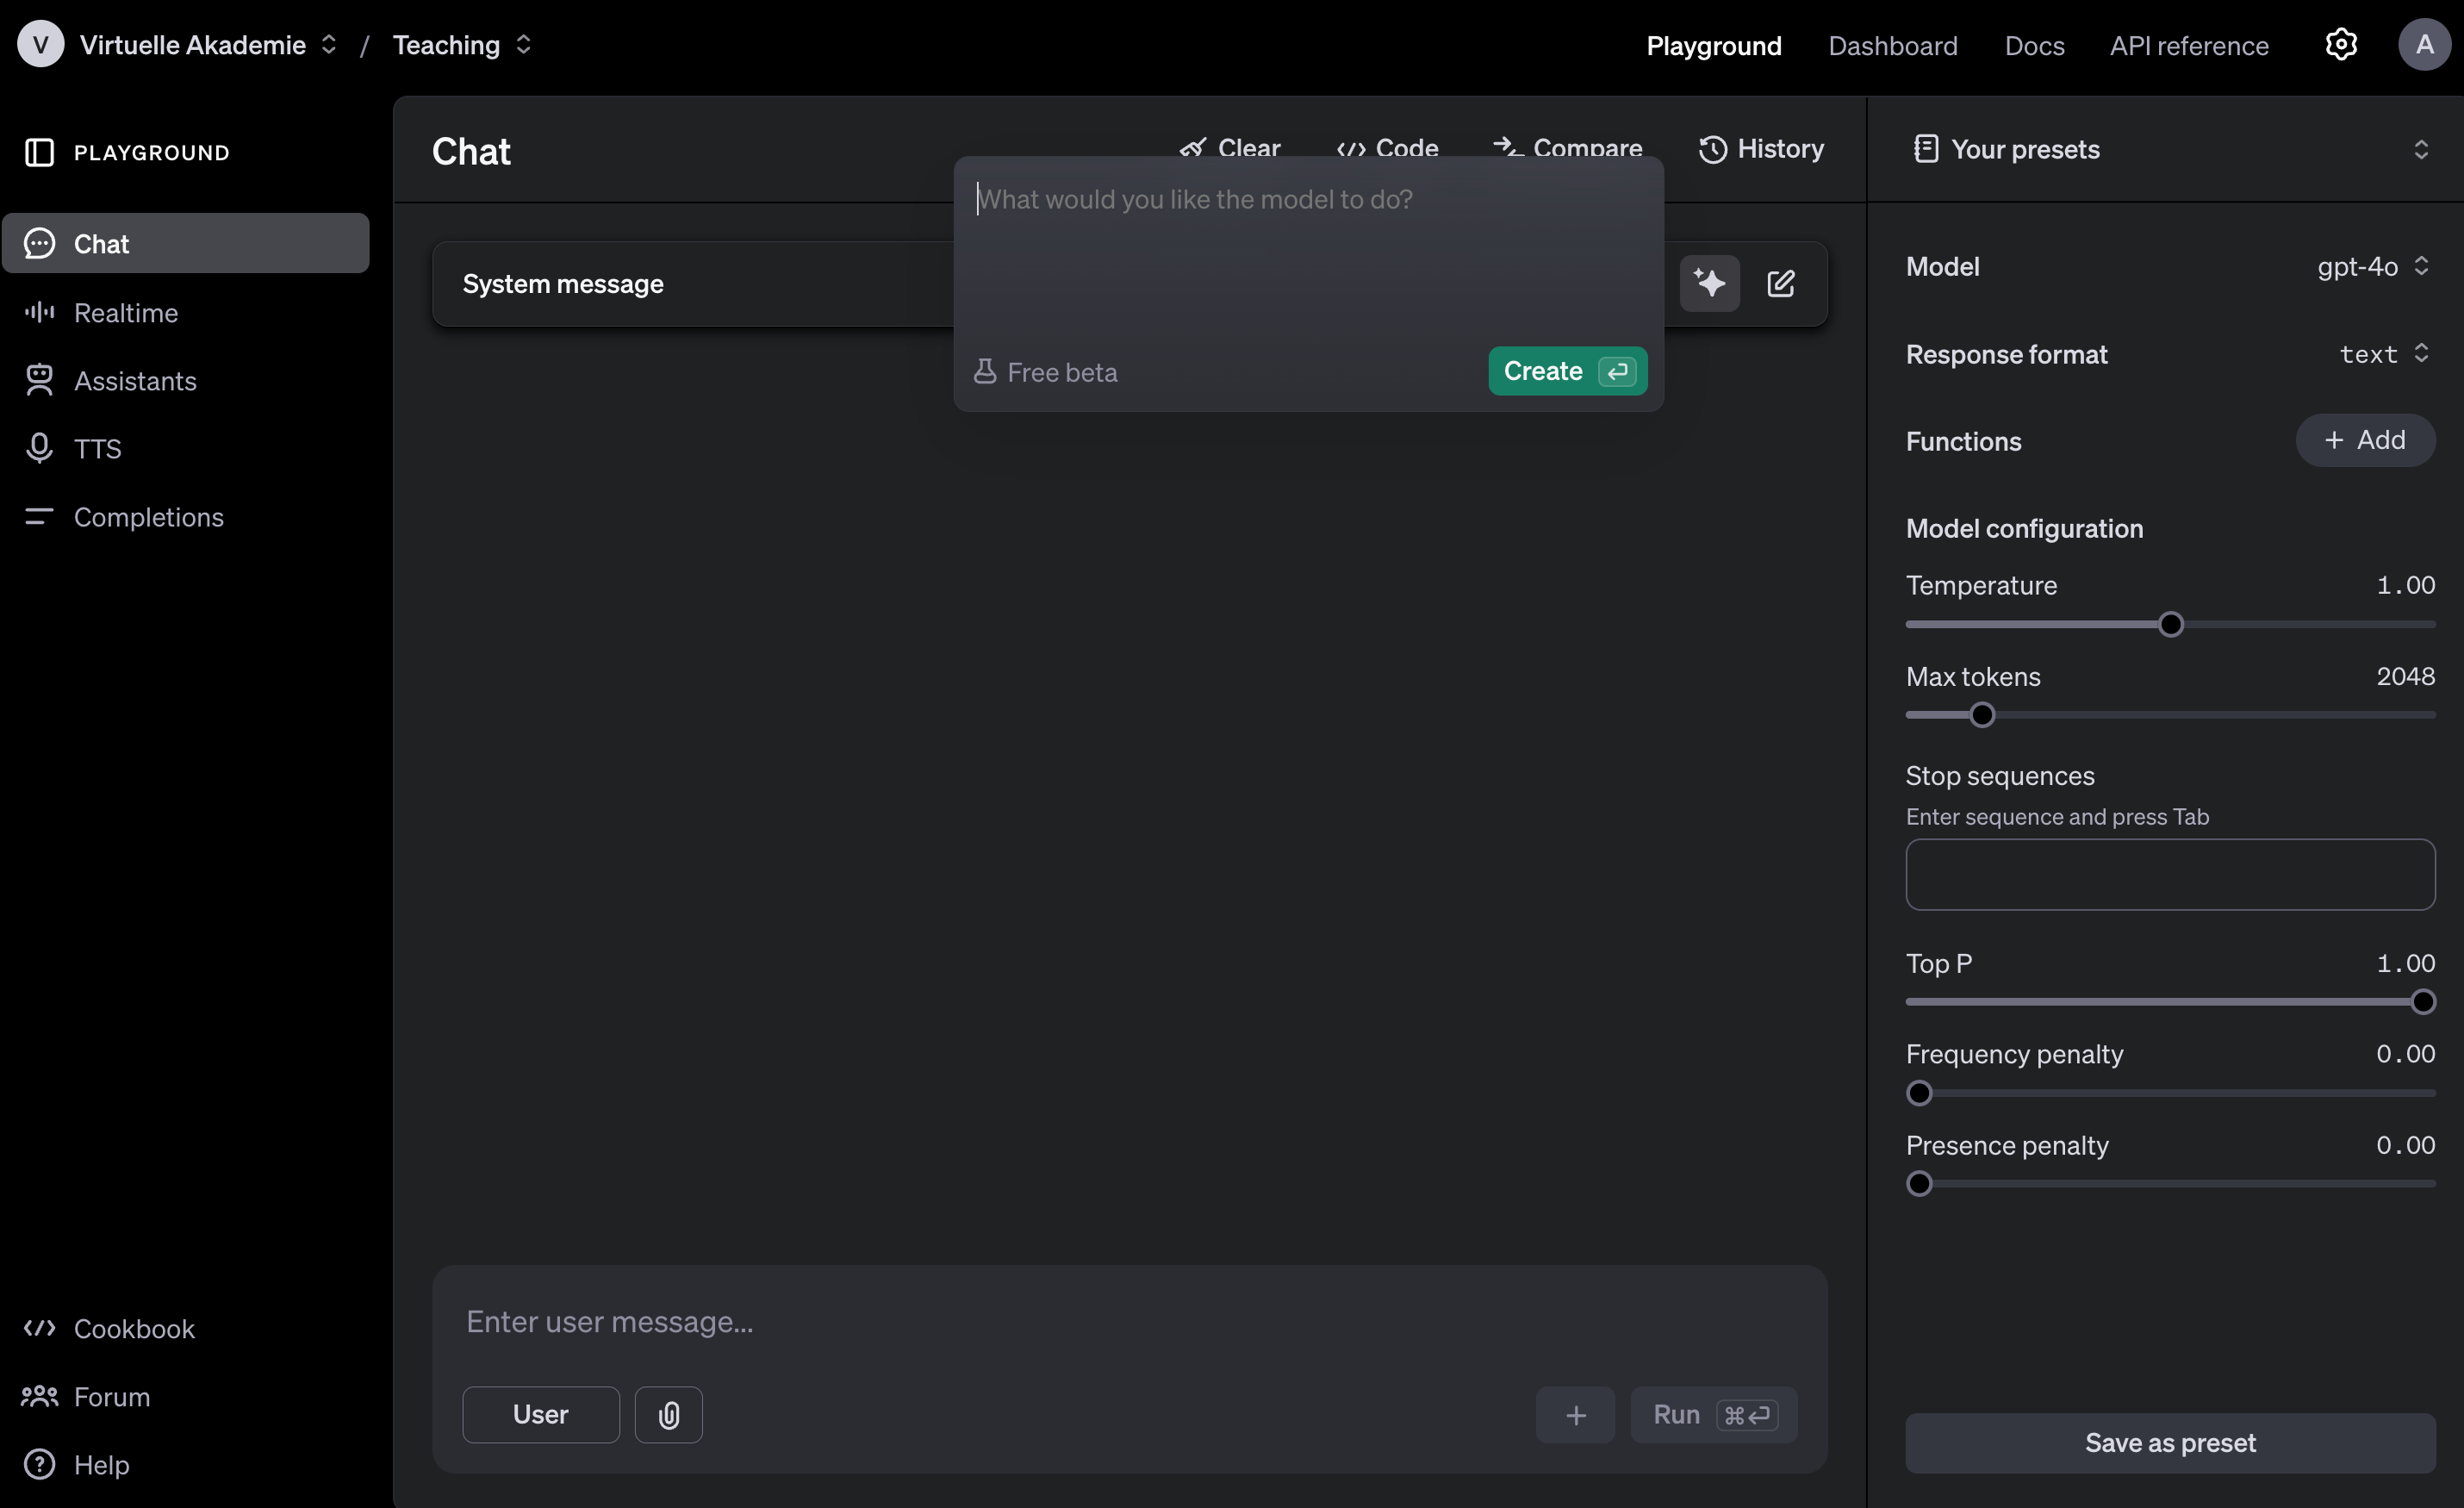 V Virtuelle Akademie / Teaching
Playground Dashboard Docs API reference A
PLAYGROUND
Chat
Realtime
Assistants
TTS
Completions
Cookbook
Forum
Help
Chat
Clear Code Compare History
System message
What would you like the model to do?
Free beta
Create
Enter user message...
User
+ Run ⌘
Your presets
Model gpt-4o
Response format text
Functions + Add
Model configuration
Temperature 1.00
Max tokens 2048
Stop sequences
Enter sequence and press Tab
Top P 1.00
Frequency penalty 0.00
Presence penalty 0.00
Save as preset